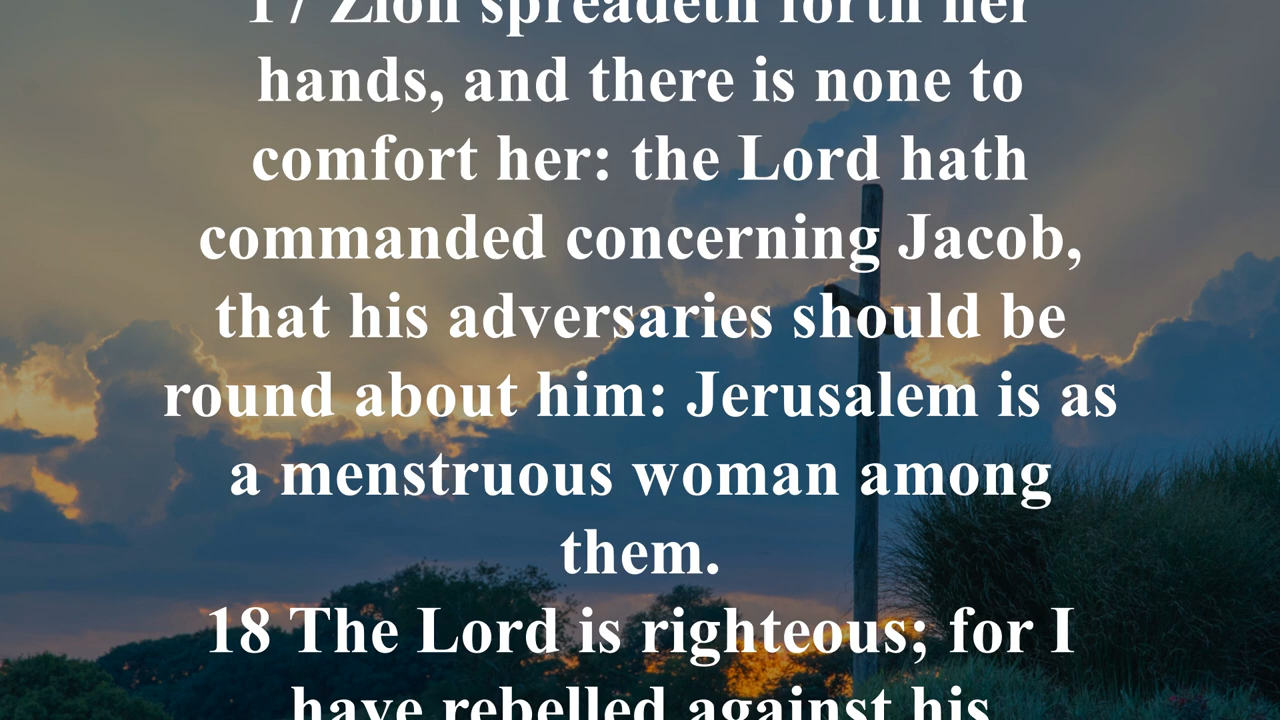 17 Zion spreadeth forth her
hands, and there is none to
comfort her: the Lord hath
commanded concerning Jacob,
that his adversaries should be
round about him: Jerusalem is as
a menstruous woman among
them.
18 The Lord is righteous; for I
have rebelled against his